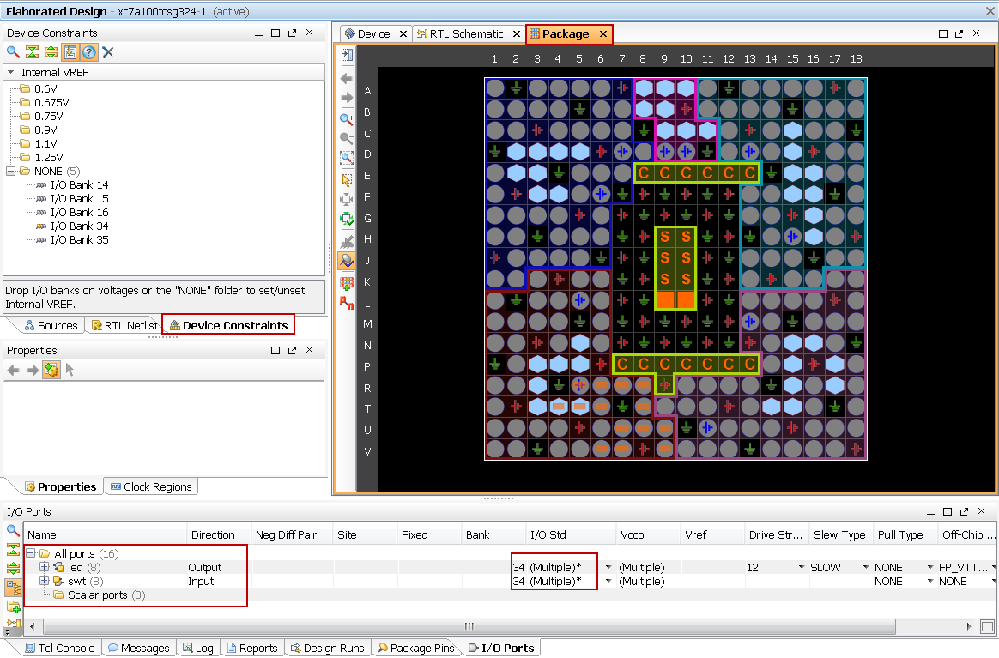 Elaborated Design - xc7a100tcsg324-1 (active)
Device Constraints
Internal VREF
0.6V
0.675V
0.75V
0.9V
1.1V
1.25V
NONE (5)
I/O Bank 14
I/O Bank 15
I/O Bank 16
I/O Bank 34
I/O Bank 35
Drop I/O banks on voltages or the "NONE" folder to set/unset
Internal VREF.
Sources RTL Netlist Device Constraints
Properties
Properties Clock Regions
Device RTL Schematic Package
1 2 3 4 5 6 7 8 9 10 11 12 13 14 15 16 17 18
A
B
C
D
E C C C C C C
F
G
H S S
J S S
K S S
L
M
N
P C C C C C C C
R
T
U
V
I/O Ports
Name Direction Neg Diff Pair Site Fixed Bank I/O Std Vcco Vref Drive Str... Slew Type Pull Type Off-Chip ...
All ports (16)
led (8) Output 34 (Multiple)* (Multiple) 12 SLOW NONE FP_VTT...
swt (8) Input 34 (Multiple)* (Multiple) NONE NONE
Scalar ports (0)
Tcl Console Messages Log Reports Design Runs Package Pins I/O Ports